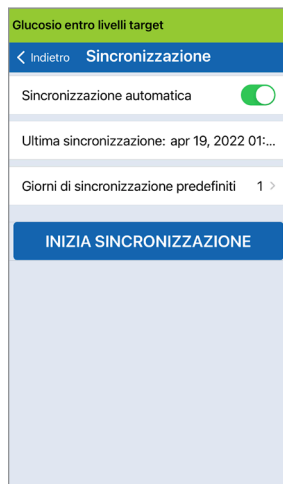 Glucosio entro livelli target
Indietro Sincronizzazione
Sincronizzazione automatica
Ultima sincronizzazione: apr 19, 2022 01:...
Giorni di sincronizzazione predefiniti 1
INIZIA SINCRONIZZAZIONE